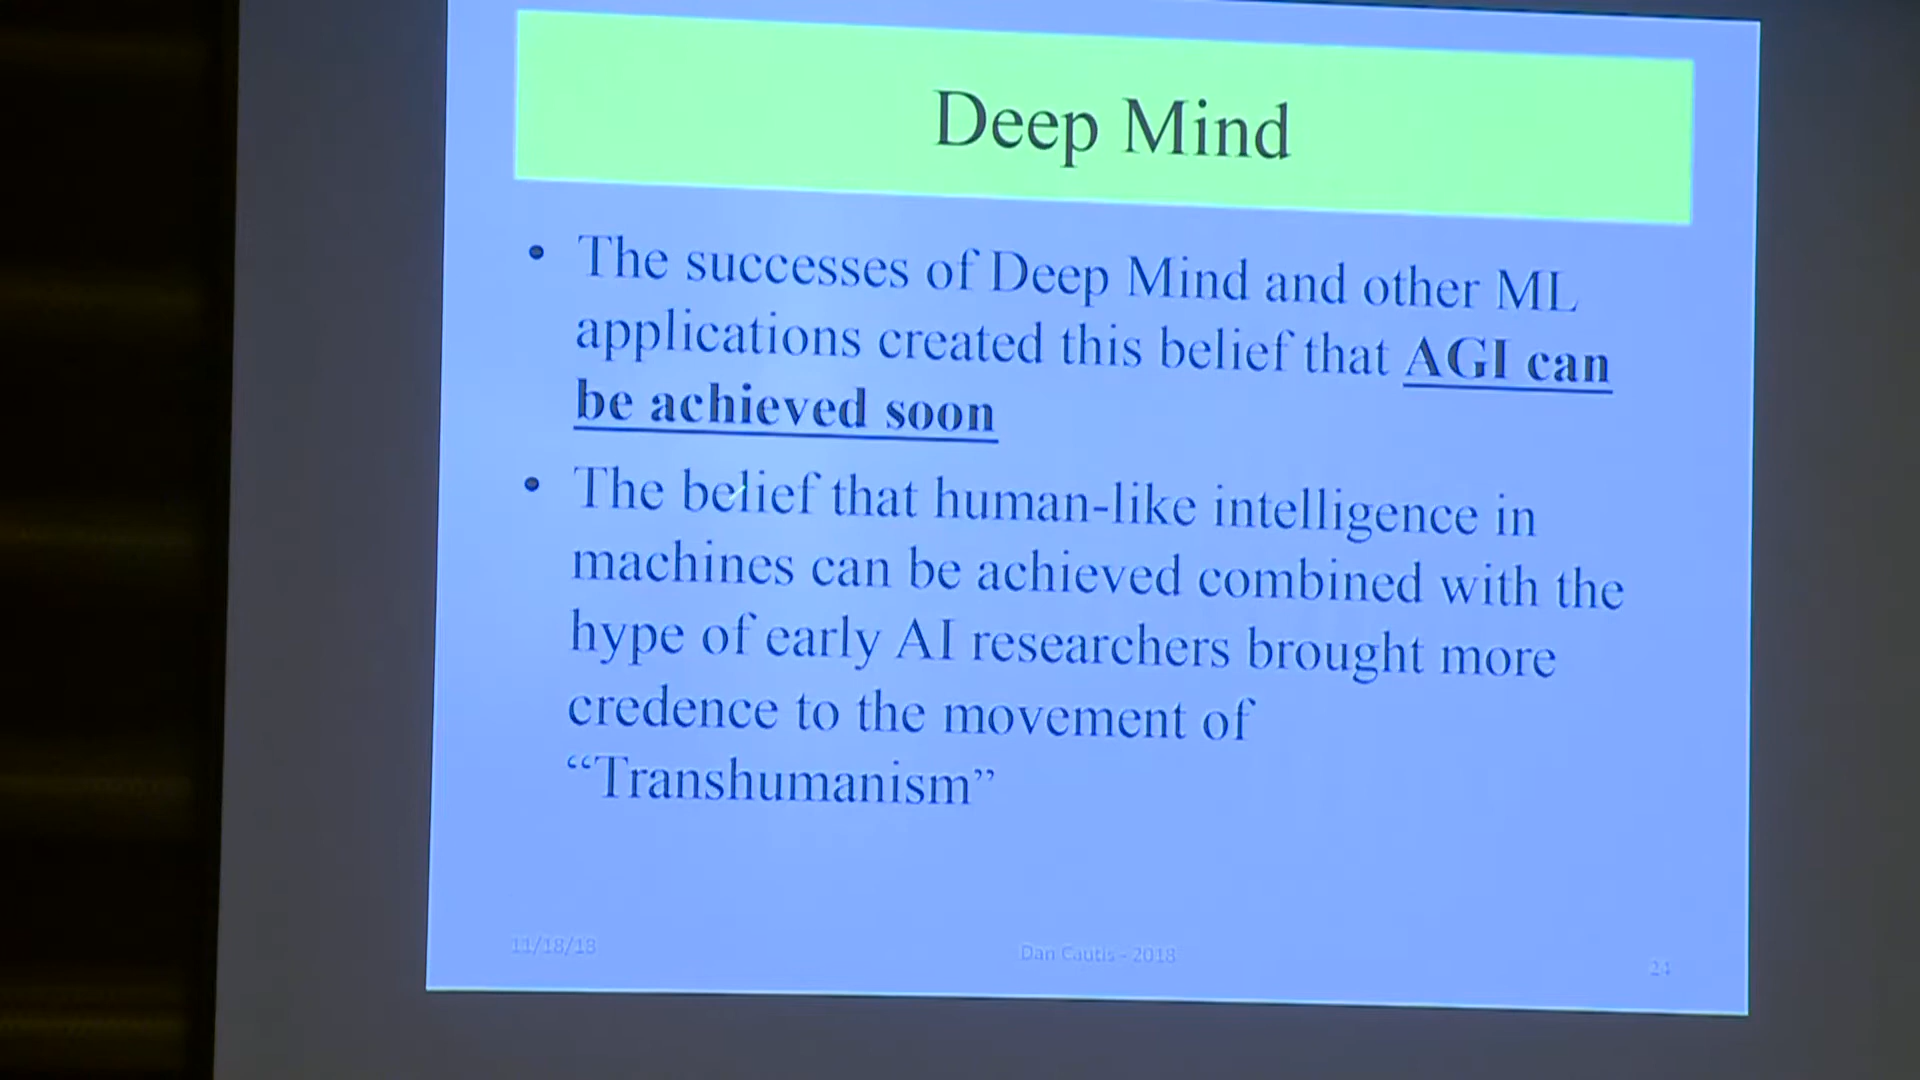 Deep Mind
• The successes of Deep Mind and other ML
applications created this belief that AGI can
be achieved soon
• The belief that human-like intelligence in
machines can be achieved combined with the
hype of early AI researchers brought more
credence to the movement of
“Transhumanism”
11/18/18
Dan Cautis - 2018
24